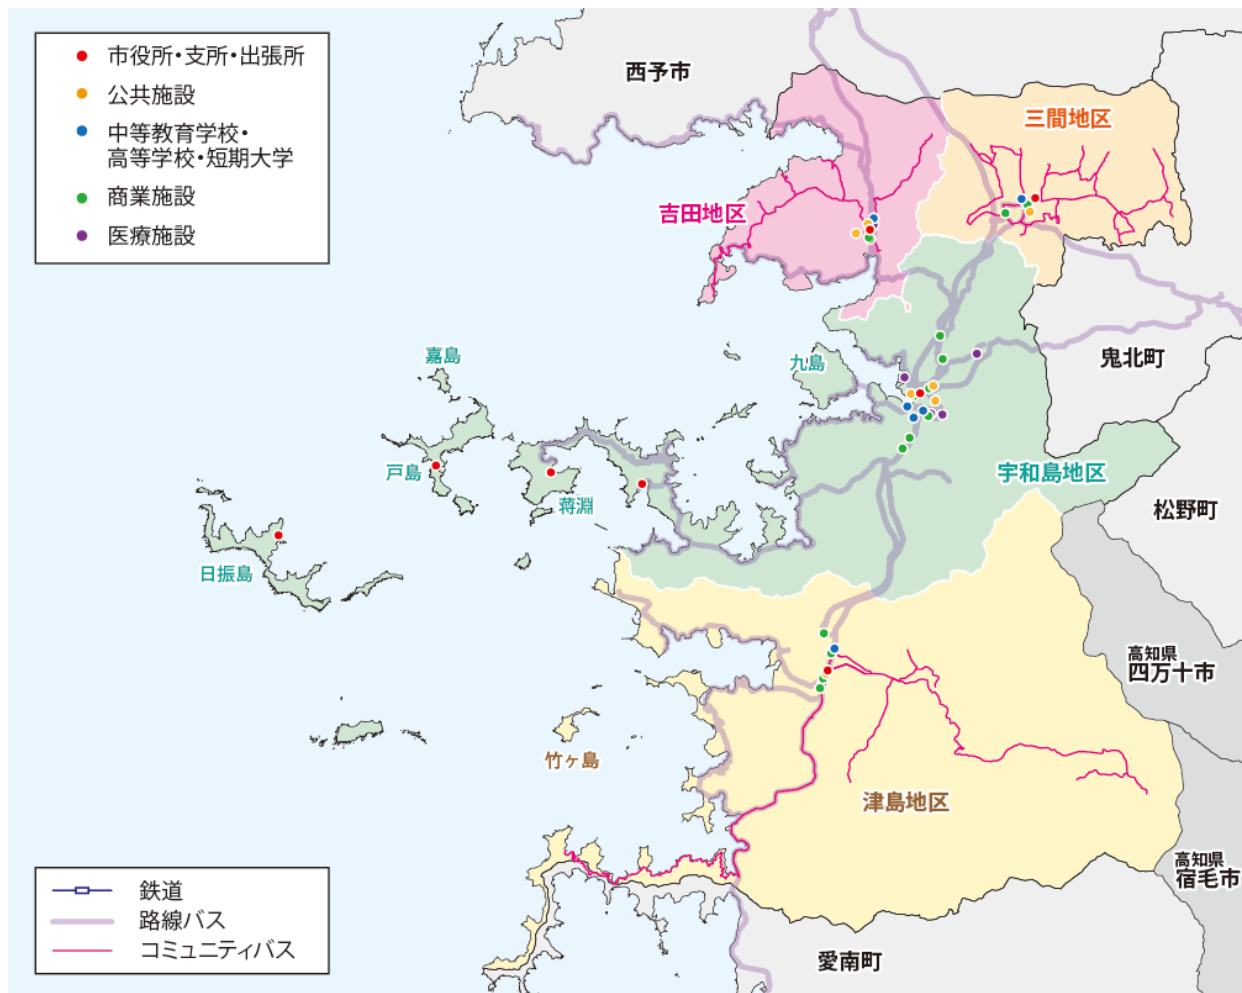 市役所・支所・出張所
公共施設
中等教育学校・
高等学校・短期大学
商業施設
医療施設
西予市
三間地区
吉田地区
嘉島
九島
鬼北町
戸島
蒋淵
宇和島地区
松野町
日振島
高知県
四万十市
竹ヶ島
津島地区
高知県
宿毛市
鉄道
路線バス
コミュニティバス
愛南町